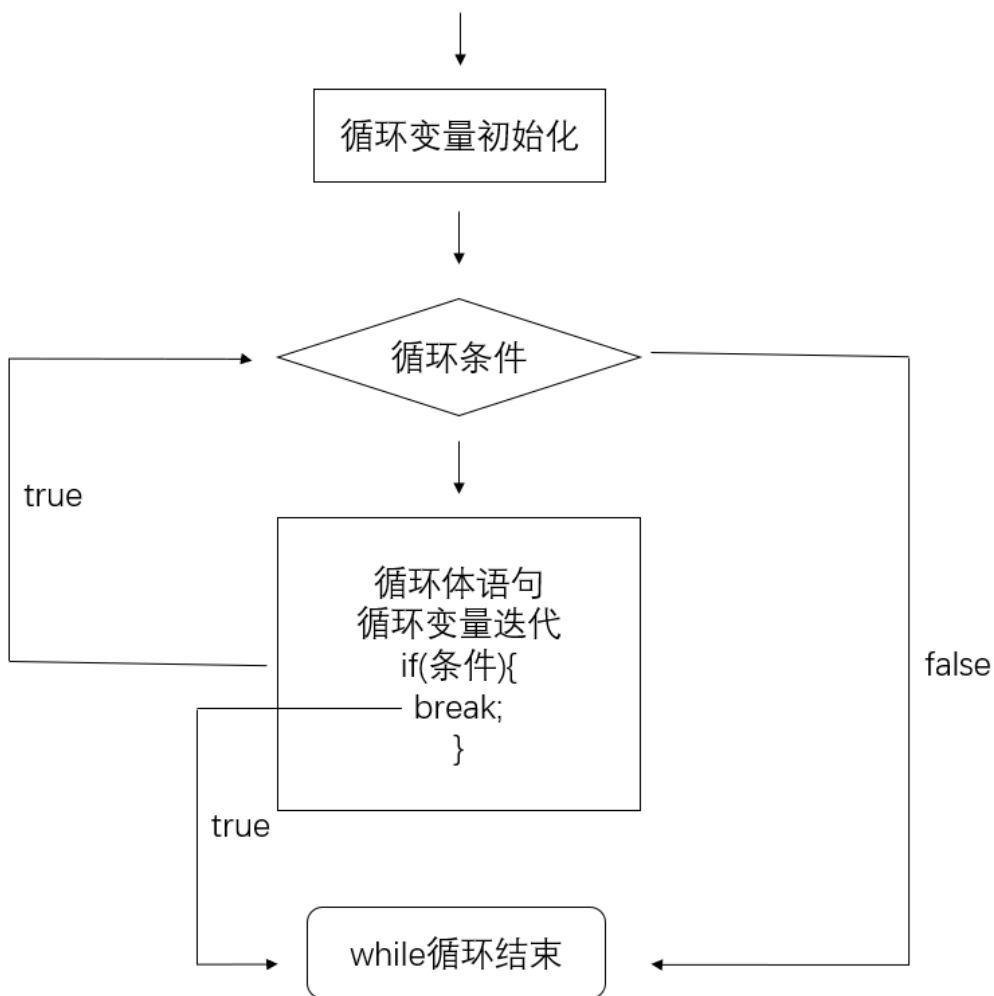 循环变量初始化
循环条件
true
循环体语句
循环变量迭代
if(条件){
break;
}
false
true
while循环结束